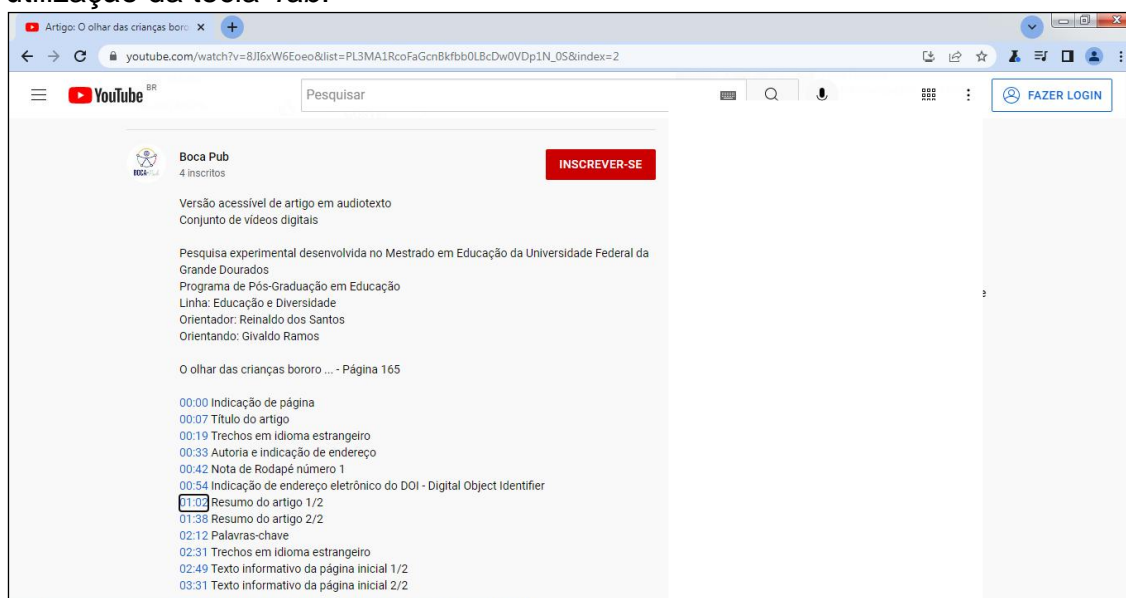 utilização da tecla Tab.
Artigo: O olhar das crianças boro
youtube.com/watch?v=8JI6xW6Eoeo&list=PL3MA1RcoFaGcnBkfbb0LBcDw0VDp1N_0S&index=2
YouTube BR
Pesquisar
FAZER LOGIN
Boca Pub
4 inscritos
INSCREVER-SE
Versão acessível de artigo em audiotexto
Conjunto de vídeos digitais
Pesquisa experimental desenvolvida no Mestrado em Educação da Universidade Federal da
Grande Dourados
Programa de Pós-Graduação em Educação
Linha: Educação e Diversidade
Orientador: Reinaldo dos Santos
Orientando: Givaldo Ramos
O olhar das crianças bororo ... - Página 165
00:00 Indicação de página
00:07 Título do artigo
00:19 Trechos em idioma estrangeiro
00:33 Autoria e indicação de endereço
00:42 Nota de Rodapé número 1
00:54 Indicação de endereço eletrônico do DOI - Digital Object Identifier
01:02 Resumo do artigo 1/2
01:38 Resumo do artigo 2/2
02:12 Palavras-chave
02:31 Trechos em idioma estrangeiro
02:49 Texto informativo da página inicial 1/2
03:31 Texto informativo da página inicial 2/2